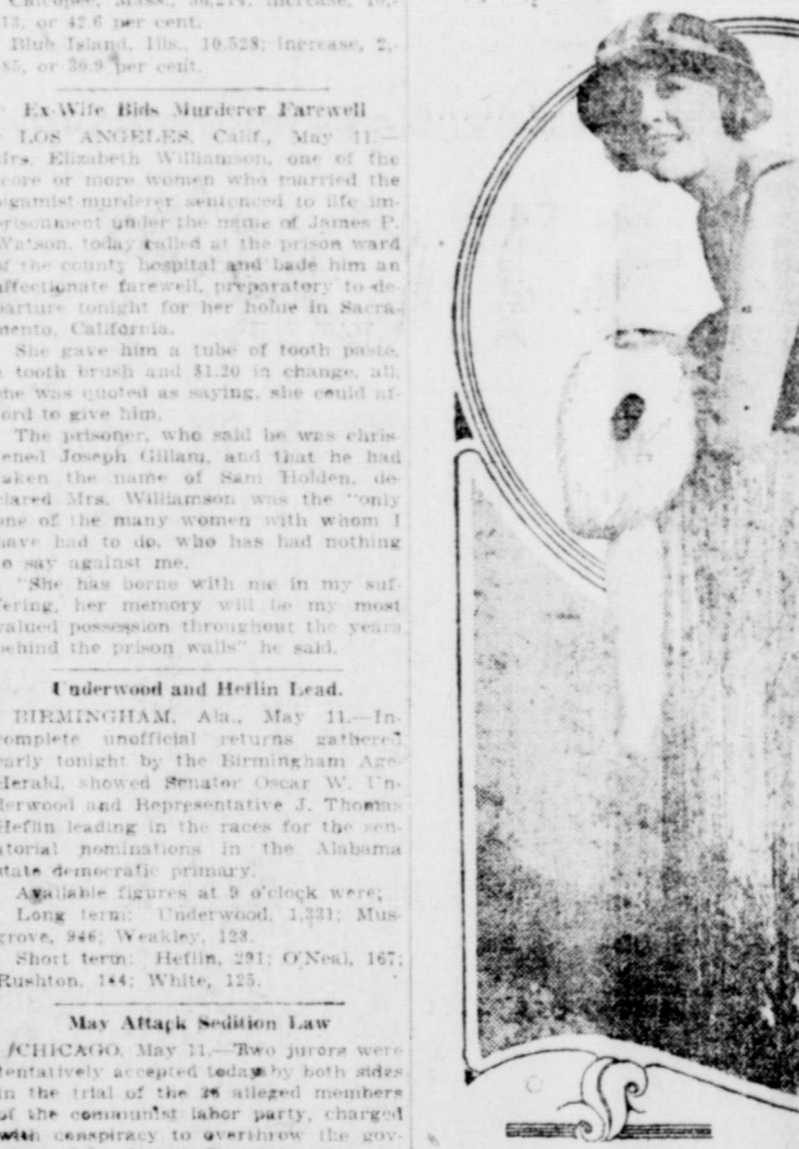 Chicopee, Mass., 36,214; increase, 10,-
13, or 42.6 per cent.
Blue Island, Ills., 10,528; increase, 2,-
85, or 30.9 per cent.
Ex-Wife Bids Murderer Farewell
LOS ANGELES, Calif., May 11.—
Mrs. Elizabeth Williamson, one of the
core or more women who married the
igamist murderer sentenced to life im-
risonment under the name of James P.
Watson, today called at the prison ward
of the county hospital and bade him an
affectionate farewell, preparatory to de-
parture tonight for her home in Sacra-
mento, California.
She gave him a tube of tooth paste,
a tooth brush and $1.20 in change, all,
she was quoted as saying, she could af-
ord to give him.
The prisoner, who said he was chris-
ened Joseph Gillam, and that he had
taken the name of Sam Holden, de-
clared Mrs. Williamson was the "only
one of the many women with whom I
have had to do, who has had nothing
to say against me.
"She has borne with me in my suf-
fering, her memory will be my most
valued possession throughout the years
behind the prison walls" he said.
Underwood and Heflin Lead.
BIRMINGHAM, Ala., May 11.—In-
complete unofficial returns gathered
early tonight by the Birmingham Age-
Herald, showed Senator Oscar W. Un-
derwood and Representative J. Thomas
Heflin leading in the races for the sen-
atorial nominations in the Alabama
state democratic primary.
Available figures at 9 o'clock were;
Long term: Underwood, 1,331; Mus-
grove, 946; Weakley, 123.
Short term: Heflin, 291; O'Neal, 167;
Rushton, 144; White, 125.
May Attack Sedition Law
CHICAGO, May 11.—Two jurors were
tentatively accepted today by both sides
in the trial of the 26 alleged members
of the communist labor party, charged
with conspiracy to overthrow the gov-